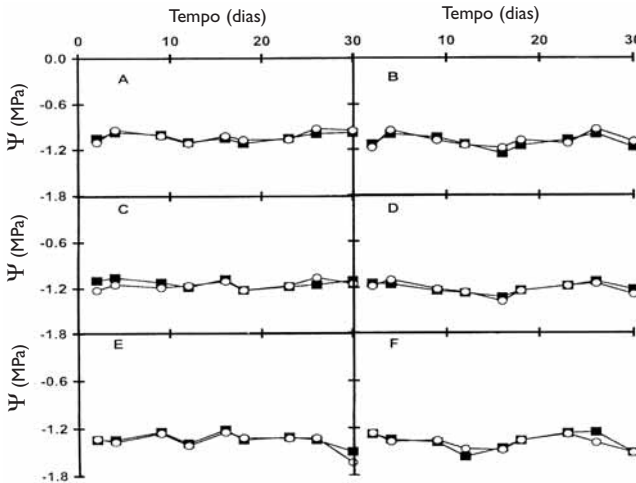 Tempo (dias)
Tempo (dias)
0 10 20 30 10 20 30
0.0
A
B
-0.6
Ψ (MPa)
-1.2
-1.8
C
D
-0.6
Ψ (MPa)
-1.2
-1.8
E
F
-0.6
Ψ (MPa)
-1.2
-1.8